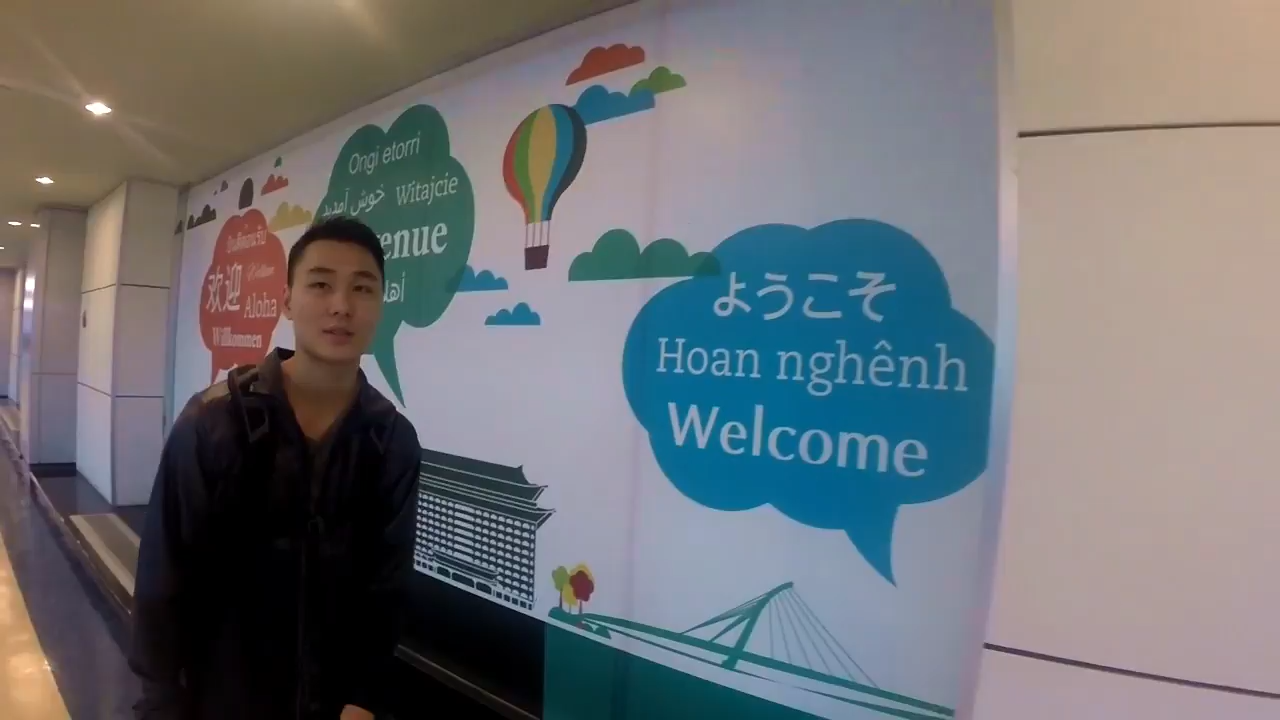 欢迎
Aloha
Willkommen
Ongi etorri
خوش آمدید
Witajcie
enue
ようこそ
Hoan nghênh
Welcome